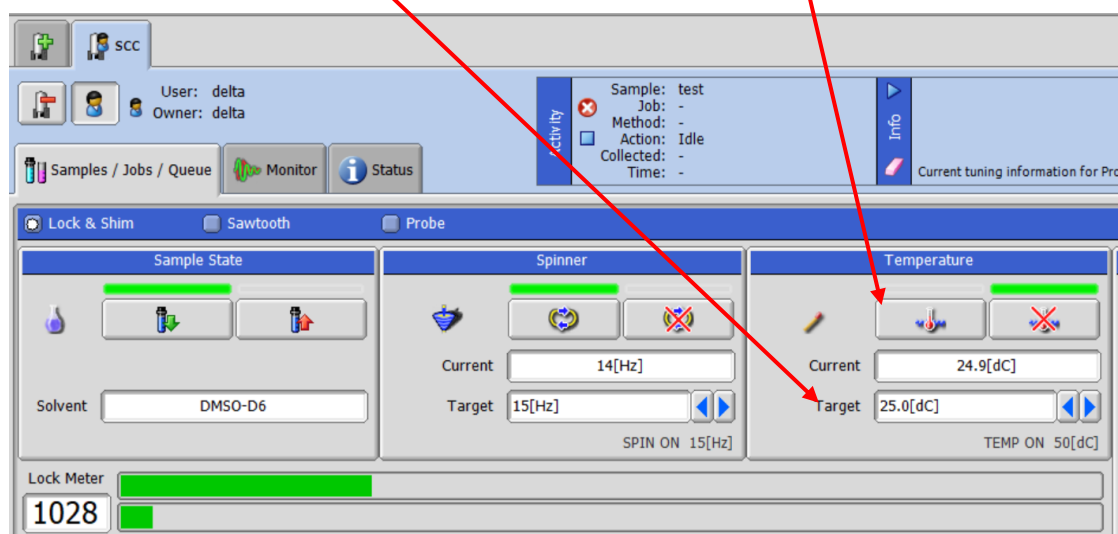 scc
User: delta
Owner: delta
Activity
Sample: test
Job: -
Method: -
Action: Idle
Collected: -
Time: -
Info
Current tuning information for Pro
Samples / Jobs / Queue Monitor Status
Lock & Shim Sawtooth Probe
Sample State Spinner Temperature
Current 14[Hz] Current 24.9[dC]
Solvent DMSO-D6 Target 15[Hz] Target 25.0[dC]
SPIN ON 15[Hz] TEMP ON 50[dC]
Lock Meter
1028